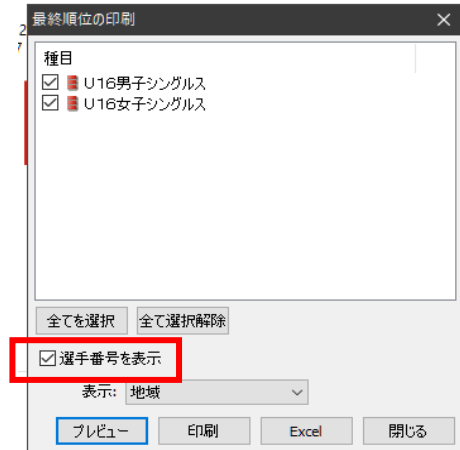 最終順位の印刷
2
7
種目
U16男子シングルス
U16女子シングルス
全てを選択 全て選択解除
選手番号を表示
表示: 地域
プレビュー 印刷 Excel 閉じる